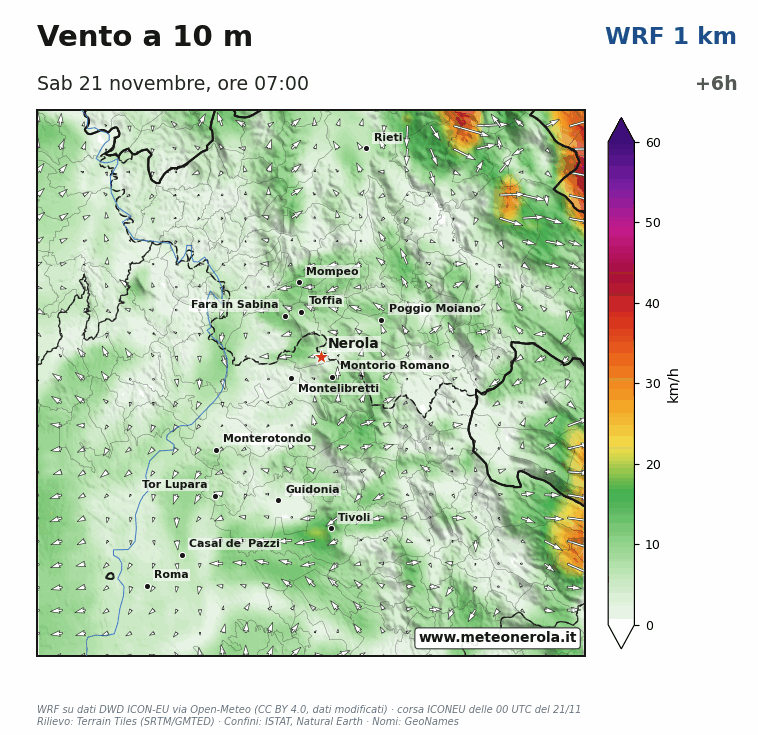 Vento a 10 m
WRF 1 km
Sab 21 novembre, ore 07:00
+6h
Rieti
Mompeo
Fara in Sabina
Toffia
Poggio Moiano
Nerola
Montorio Romano
Montelibretti
Monterotondo
Tor Lupara
Guidonia
Tivoli
Casal de' Pazzi
Roma
www.meteonerola.it
60
50
40
30
20
10
0
km/h
WRF su dati DWD ICON-EU via Open-Meteo (CC BY 4.0, dati modificati) · corsa ICONEU delle 00 UTC del 21/11
Rilievo: Terrain Tiles (SRTM/GMTED) · Confini: ISTAT, Natural Earth · Nomi: GeoNames